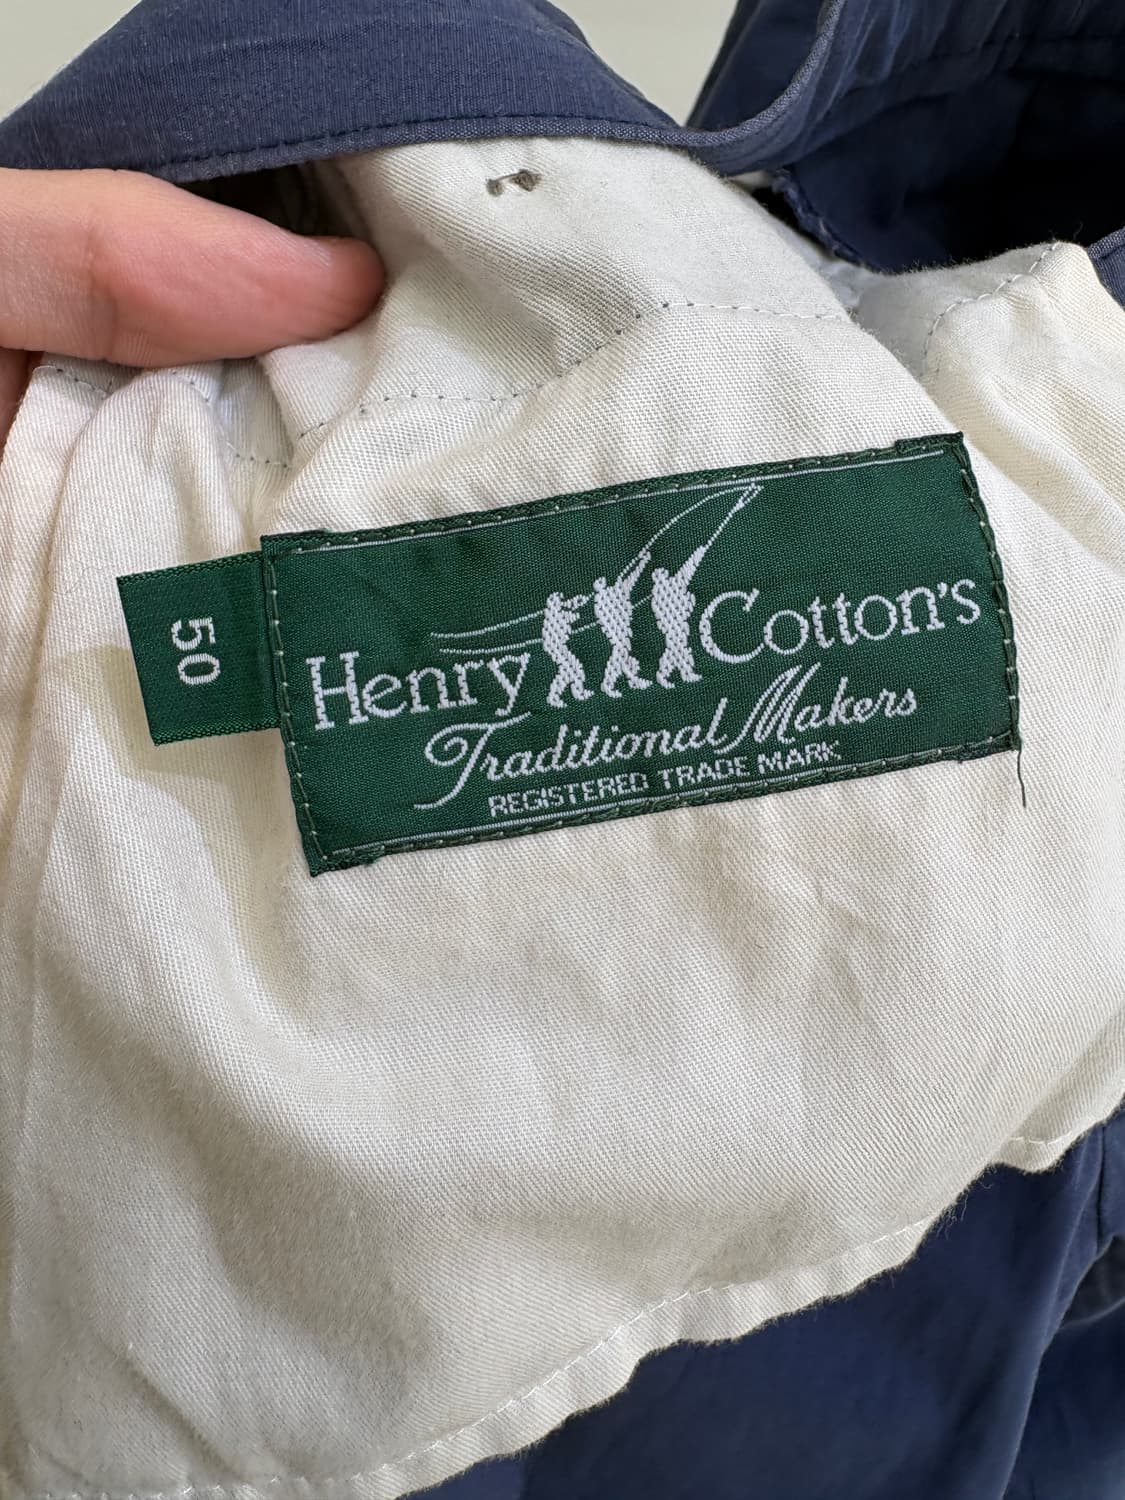 50
Henry Cotton's
Traditional Makers
REGISTERED TRADE MARK